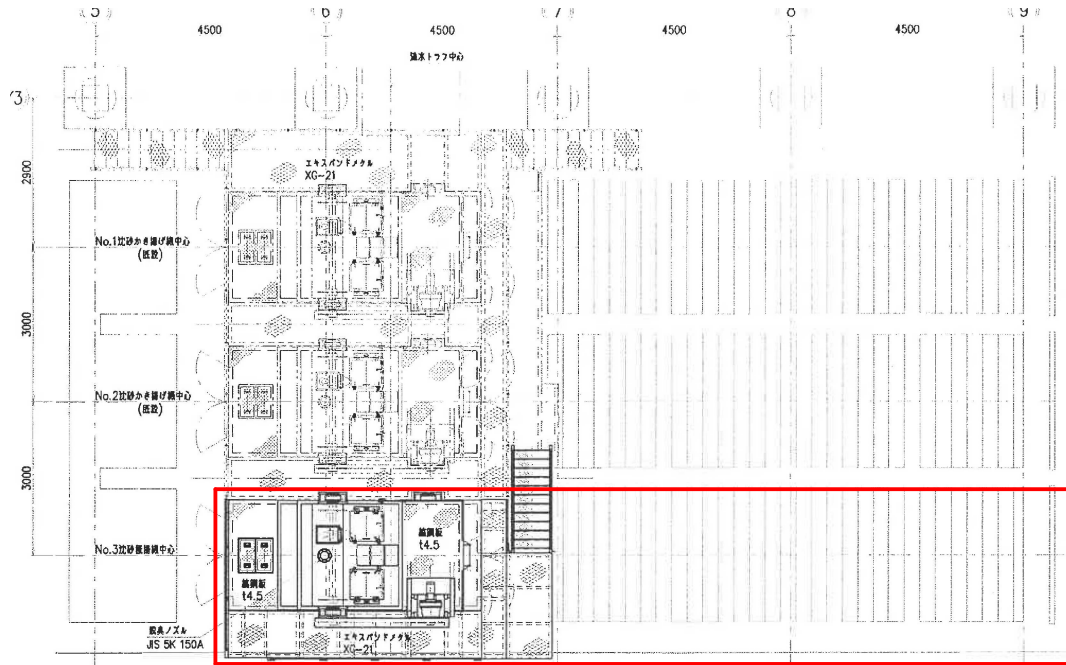 5
6
7
8
9
4500
4500
4500
4500
溢水トラフ中心
3
2900
エキスパンドメタル
XG-21
No.1沈砂かき揚げ機中心
(既設)
3000
No.2沈砂かき揚げ機中心
(既設)
3000
No.3沈砂掻揚機中心
縞鋼板
t4.5
縞鋼板
t4.5
脱臭ノズル
JIS 5K 150A
エキスパンドメタル
XG-21